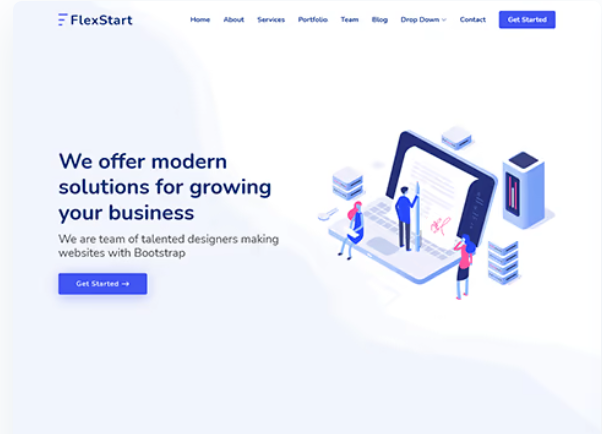 FlexStart
Home About Services Portfolio Team Blog Drop Down Contact Get Started
We offer modern
solutions for growing
your business
We are team of talented designers making
websites with Bootstrap
Get Started →